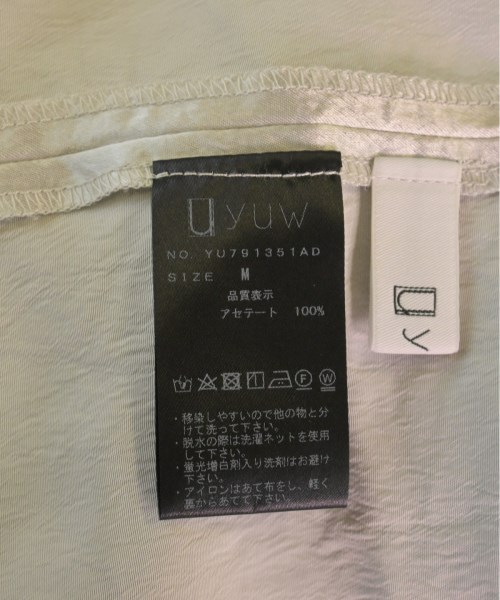 uyuw
NO. YU791351AD
SIZE M
品質表示
アセテート 100%
F W
・移染しやすいので他の物と分
けて洗って下さい。
・脱水の際は洗濯ネットを使用
して下さい。
・蛍光増白剤入り洗剤はお避け
下さい。
・アイロンはあて布をし、軽く
裏からあてて下さい。
uy